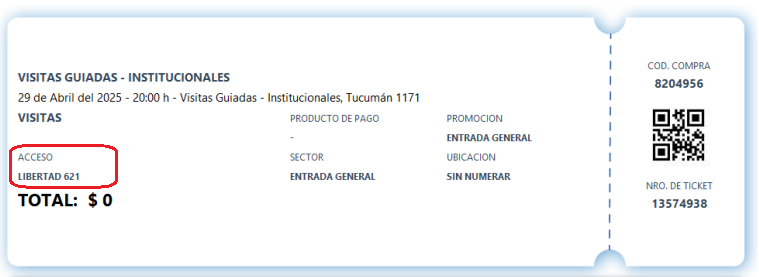 COD. COMPRA
8204956
VISITAS GUIADAS - INSTITUCIONALES
29 de Abril del 2025 - 20:00 h - Visitas Guiadas - Institucionales, Tucumán 1171
VISITAS
PRODUCTO DE PAGO
PROMOCION
-
ENTRADA GENERAL
ACCESO
SECTOR
UBICACION
LIBERTAD 621
ENTRADA GENERAL
SIN NUMERAR
TOTAL: $ 0
NRO. DE TICKET
13574938